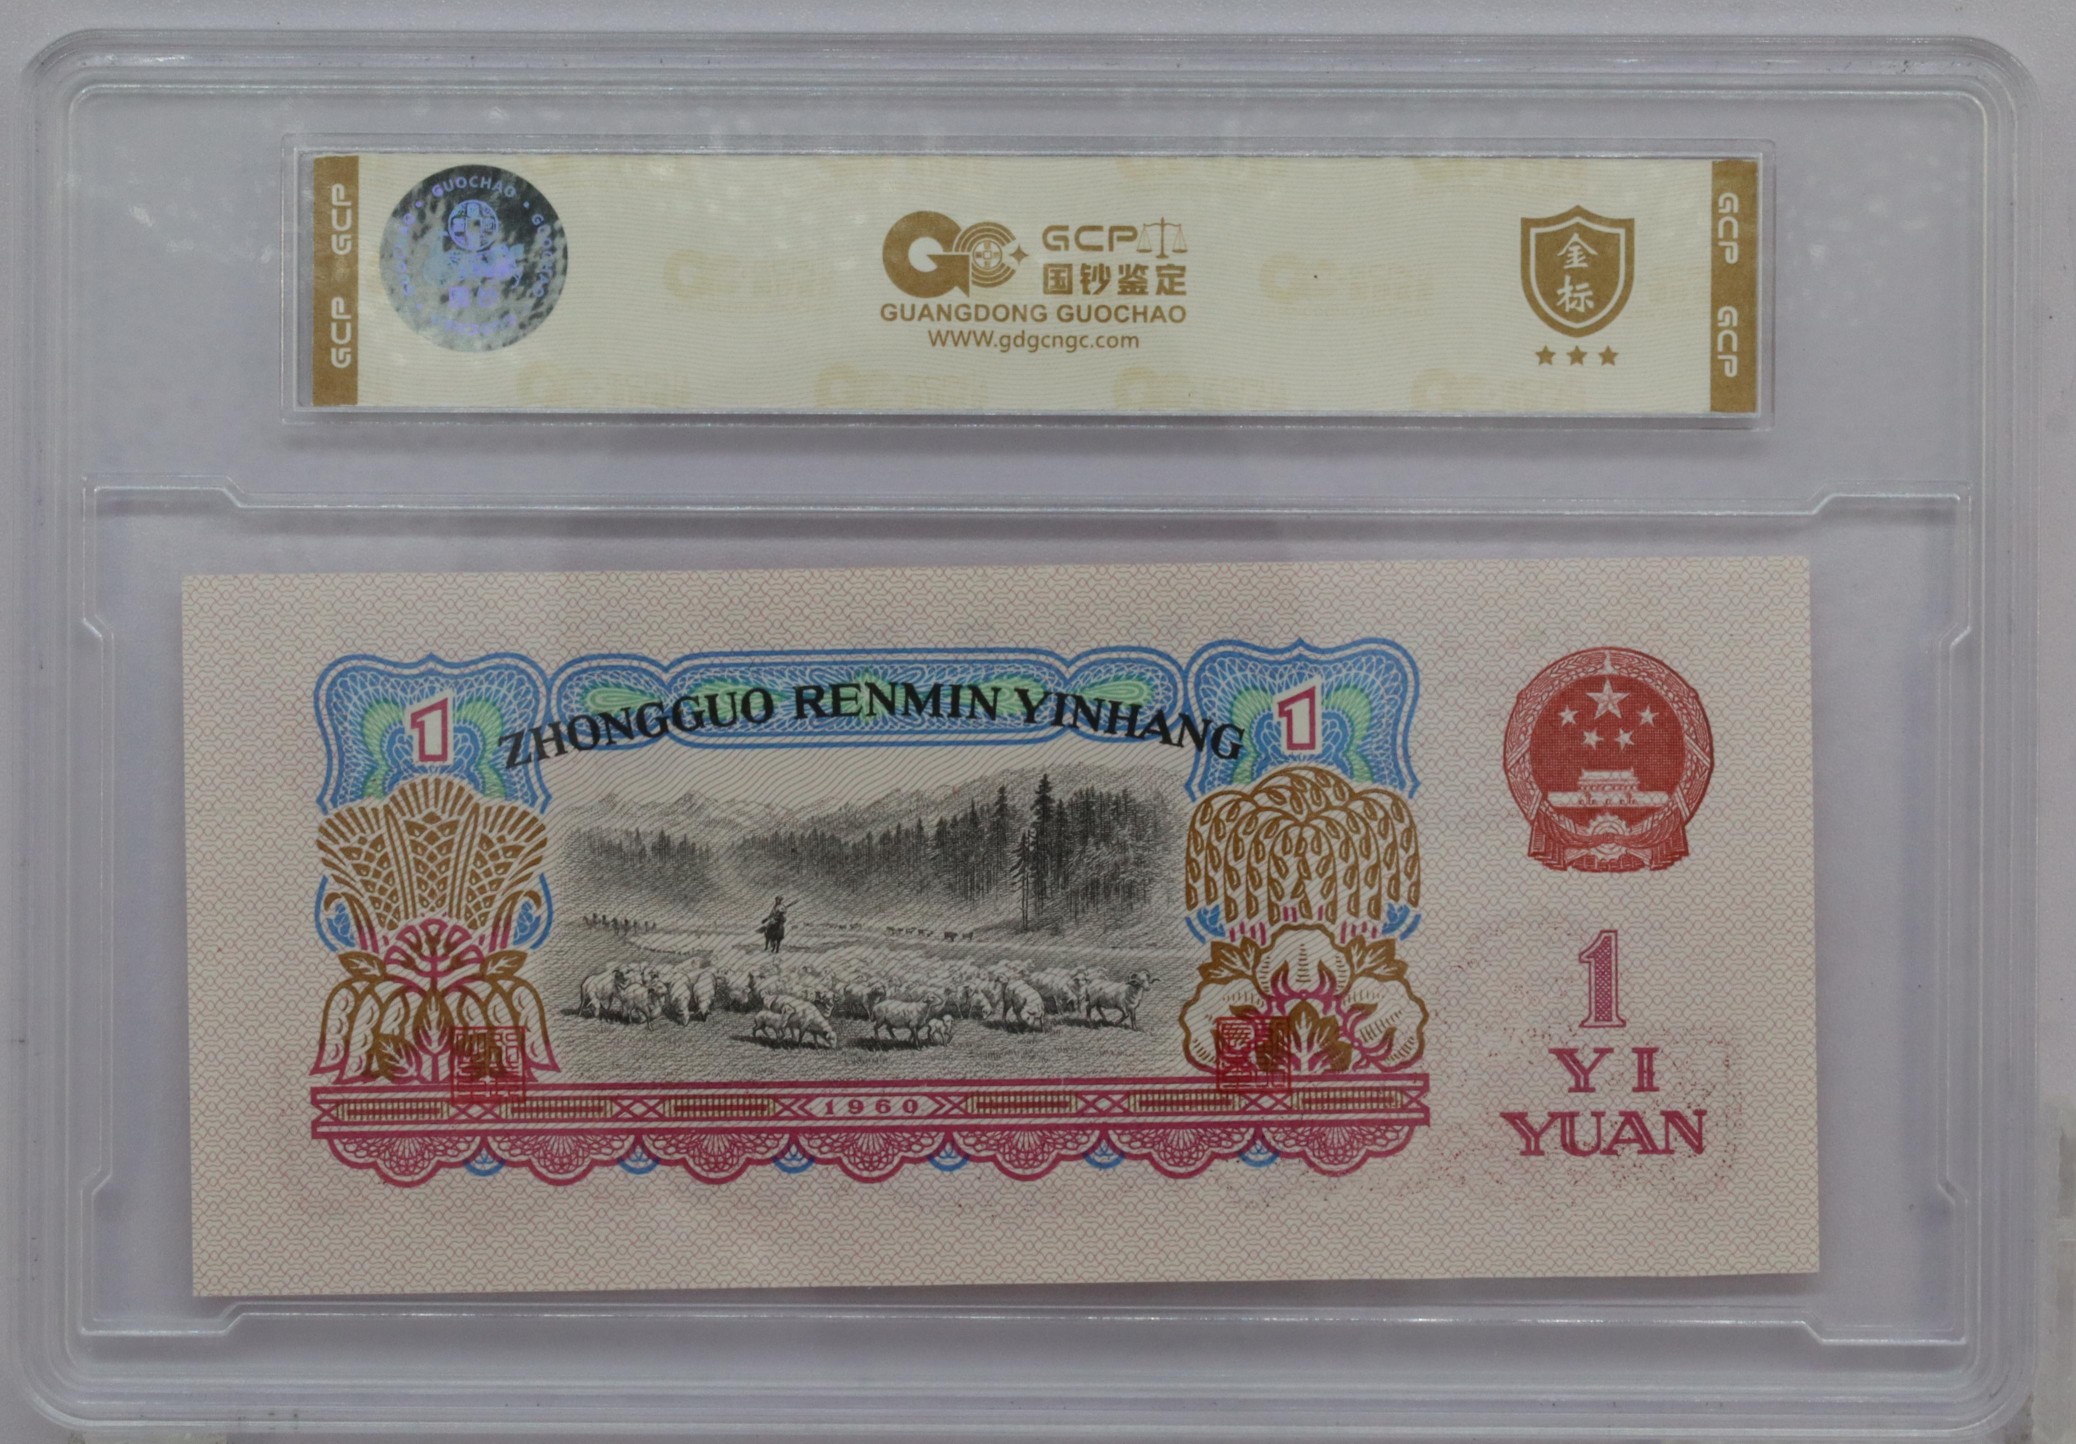 GCP GCP
GUOCHAO
GCP
国钞鉴定
GUANGDONG GUOCHAO
WWW.gdgcngc.com
金标
GCP GCP
1
ZHONGGUO RENMIN YINHANG
1
1960
1
YI
YUAN